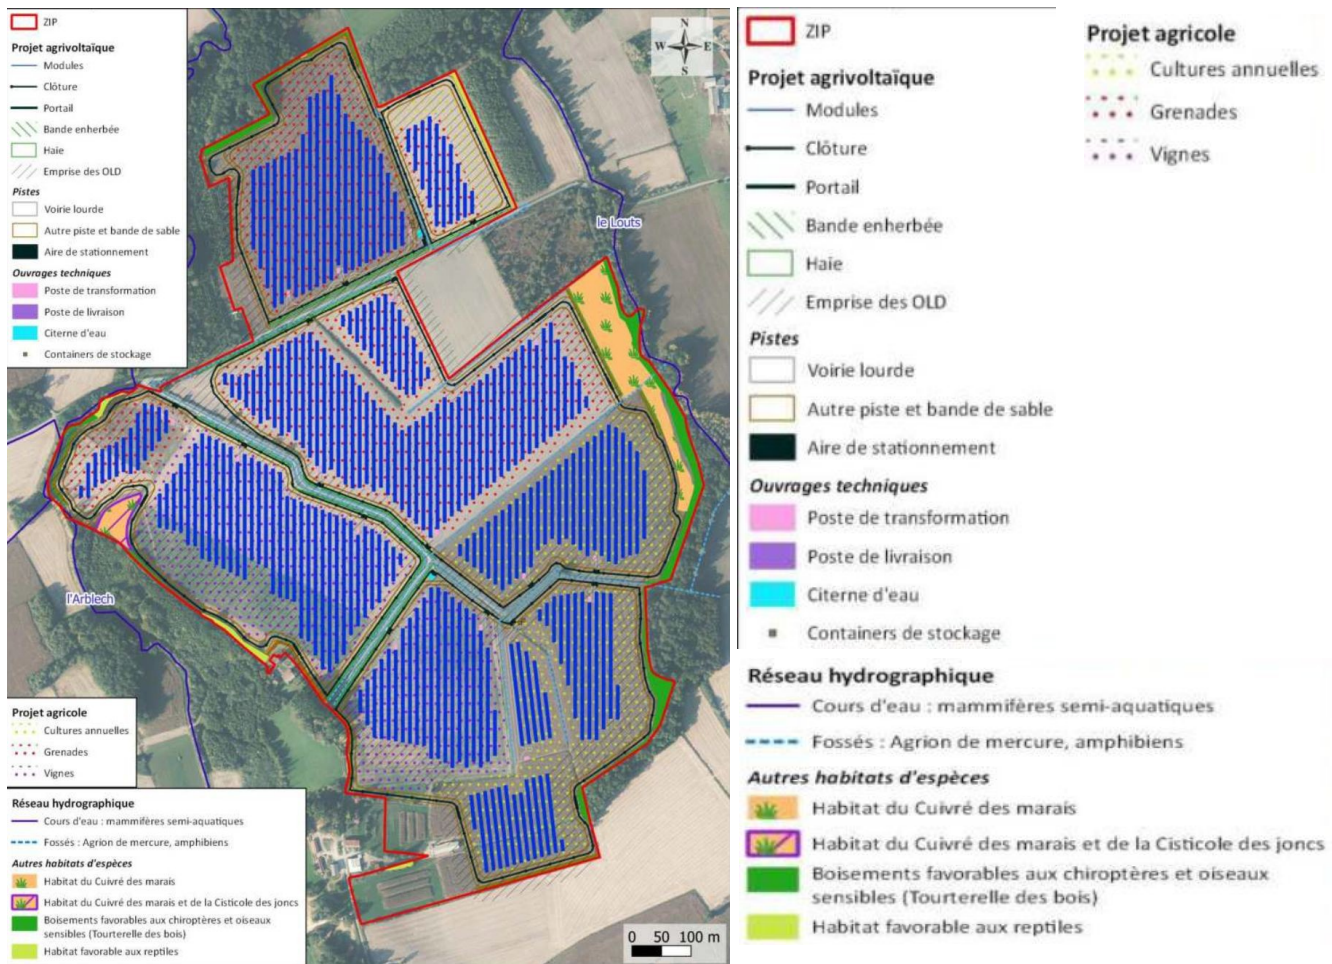 ZIP
Projet agrivoltaïque
Modules
Clôture
Portail
Bande enherbée
Haie
Emprise des OLD
Pistes
Voirie lourde
Autre piste et bande de sable
Aire de stationnement
Ouvrages techniques
Poste de transformation
Poste de livraison
Citerne d'eau
Containers de stockage
N
W E
S
le Louts
l'Arblech
Projet agricole
Cultures annuelles
Grenades
Vignes
Réseau hydrographique
Cours d'eau : mammifères semi-aquatiques
Fossés : Agrion de mercure, amphibiens
Autres habitats d'espèces
Habitat du Cuivré des marais
Habitat du Cuivré des marais et de la Cisticole des joncs
Boisements favorables aux chiroptères et oiseaux
sensibles (Tourterelle des bois)
Habitat favorable aux reptiles
0 50 100 m
ZIP
Projet agrivoltaïque
Modules
Clôture
Portail
Bande enherbée
Haie
Emprise des OLD
Pistes
Voirie lourde
Autre piste et bande de sable
Aire de stationnement
Ouvrages techniques
Poste de transformation
Poste de livraison
Citerne d'eau
Containers de stockage
Projet agricole
Cultures annuelles
Grenades
Vignes
Réseau hydrographique
Cours d'eau : mammifères semi-aquatiques
Fossés : Agrion de mercure, amphibiens
Autres habitats d'espèces
Habitat du Cuivré des marais
Habitat du Cuivré des marais et de la Cisticole des joncs
Boisements favorables aux chiroptères et oiseaux
sensibles (Tourterelle des bois)
Habitat favorable aux reptiles